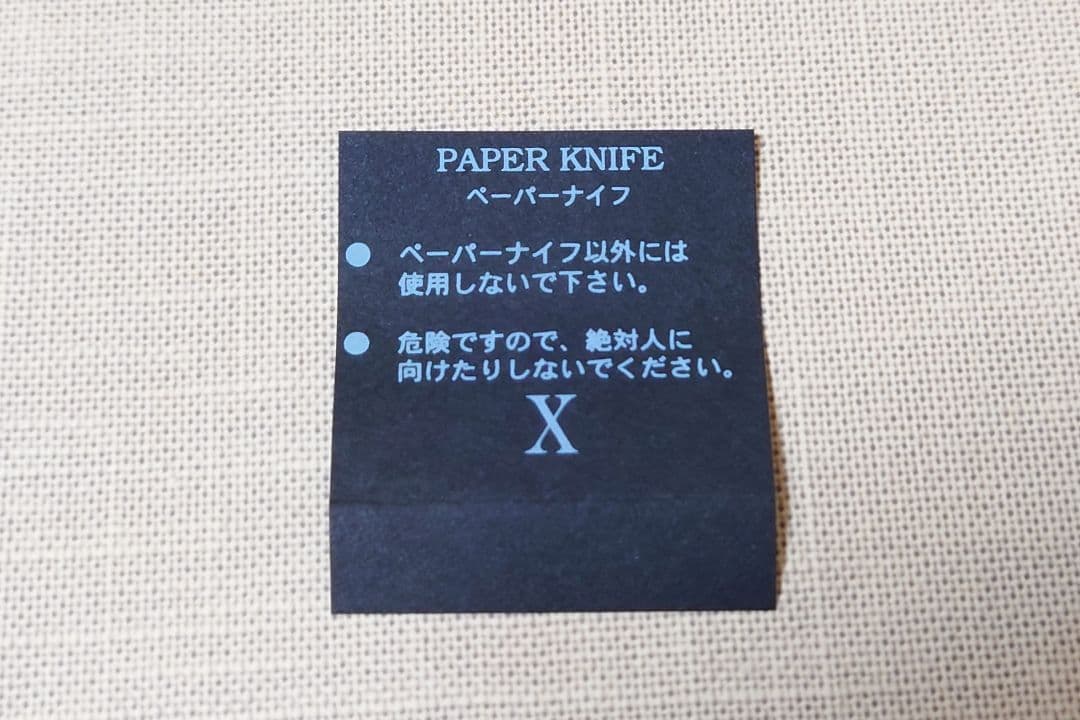 PAPER KNIFE
ペーパーナイフ
● ペーパーナイフ以外には
使用しないで下さい。
● 危険ですので、絶対人に
向けたりしないでください。
X